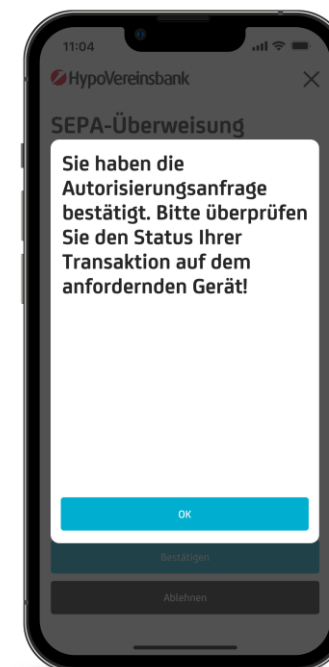 11:04
HypoVereinsbank
SEPA-Überweisung
Sie haben die
Autorisierungsanfrage
bestätigt. Bitte überprüfen
Sie den Status Ihrer
Transaktion auf dem
anfordernden Gerät!
OK
Bestätigen
Ablehnen